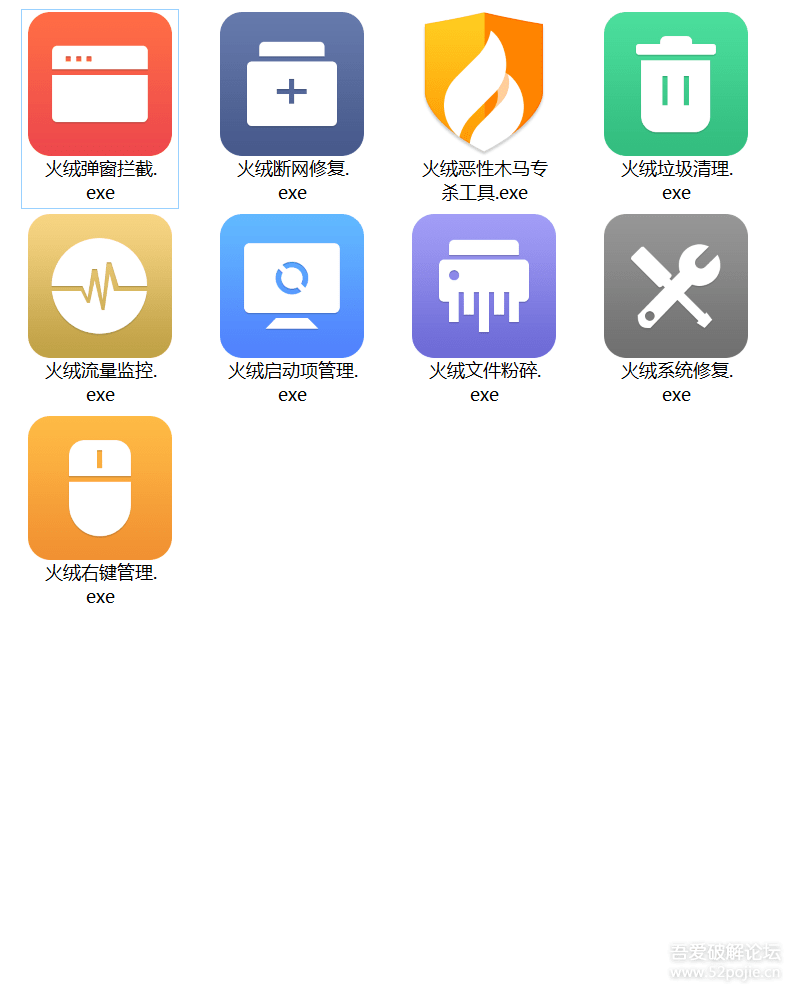 火绒弹窗拦截.
exe
火绒断网修复.
exe
火绒恶性木马专
杀工具.exe
火绒垃圾清理.
exe
火绒流量监控.
exe
火绒启动项管理.
exe
火绒文件粉碎.
exe
火绒系统修复.
exe
火绒右键管理.
exe
吾爱破解论坛
www.52pojie.cn